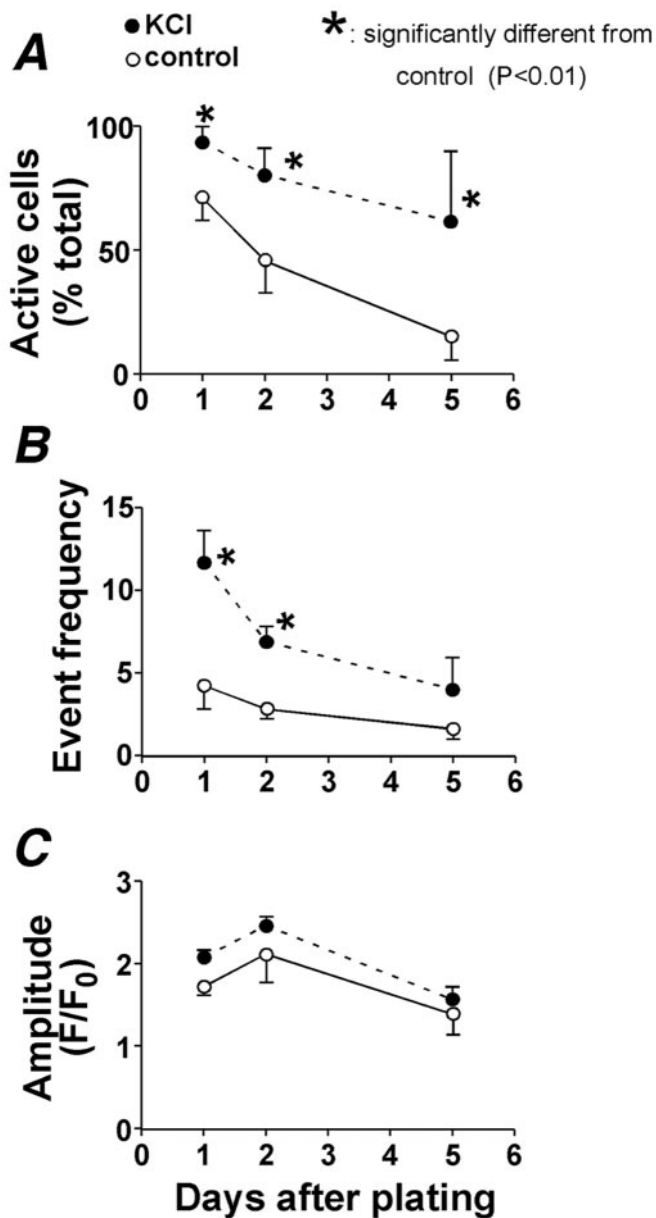 A
KCl
control
*: significantly different from
control (P<0.01)
Active cells
(% total)
100
50
0
* * *
0 1 2 3 4 5 6
B
Event frequency
15
10
5
0
* *
0 1 2 3 4 5 6
C
Amplitude
(F/F0)
3
2
1
0
0 1 2 3 4 5 6
Days after plating